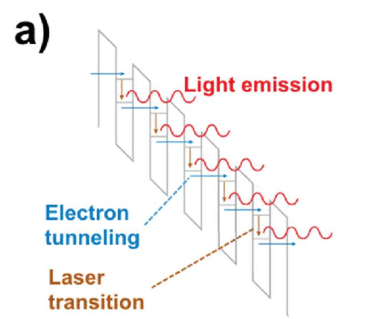 a)
Light emission
Electron
tunneling
Laser
transition